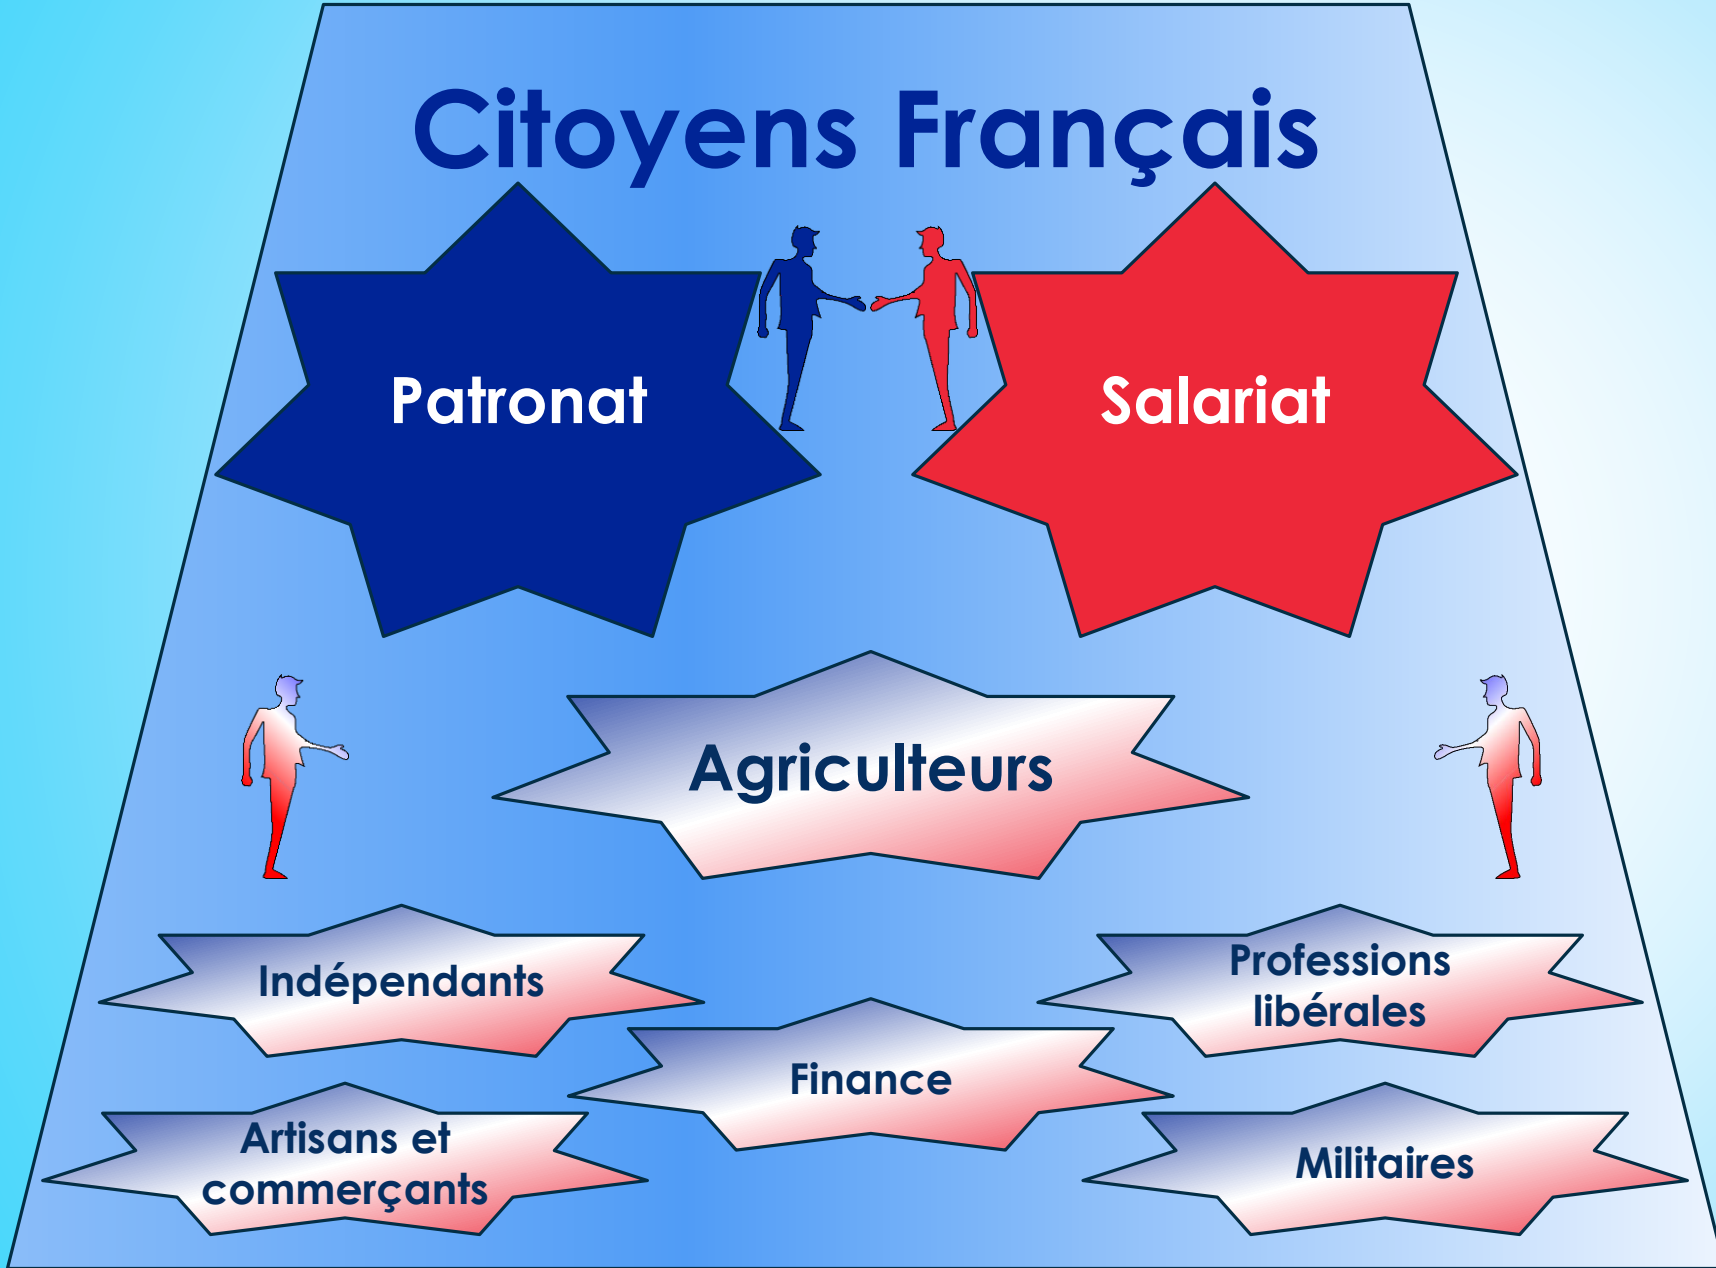 Citoyens Français
Patronat
Salariat
Agriculteurs
Indépendants
Professions
libérales
Finance
Artisans et
commerçants
Militaires